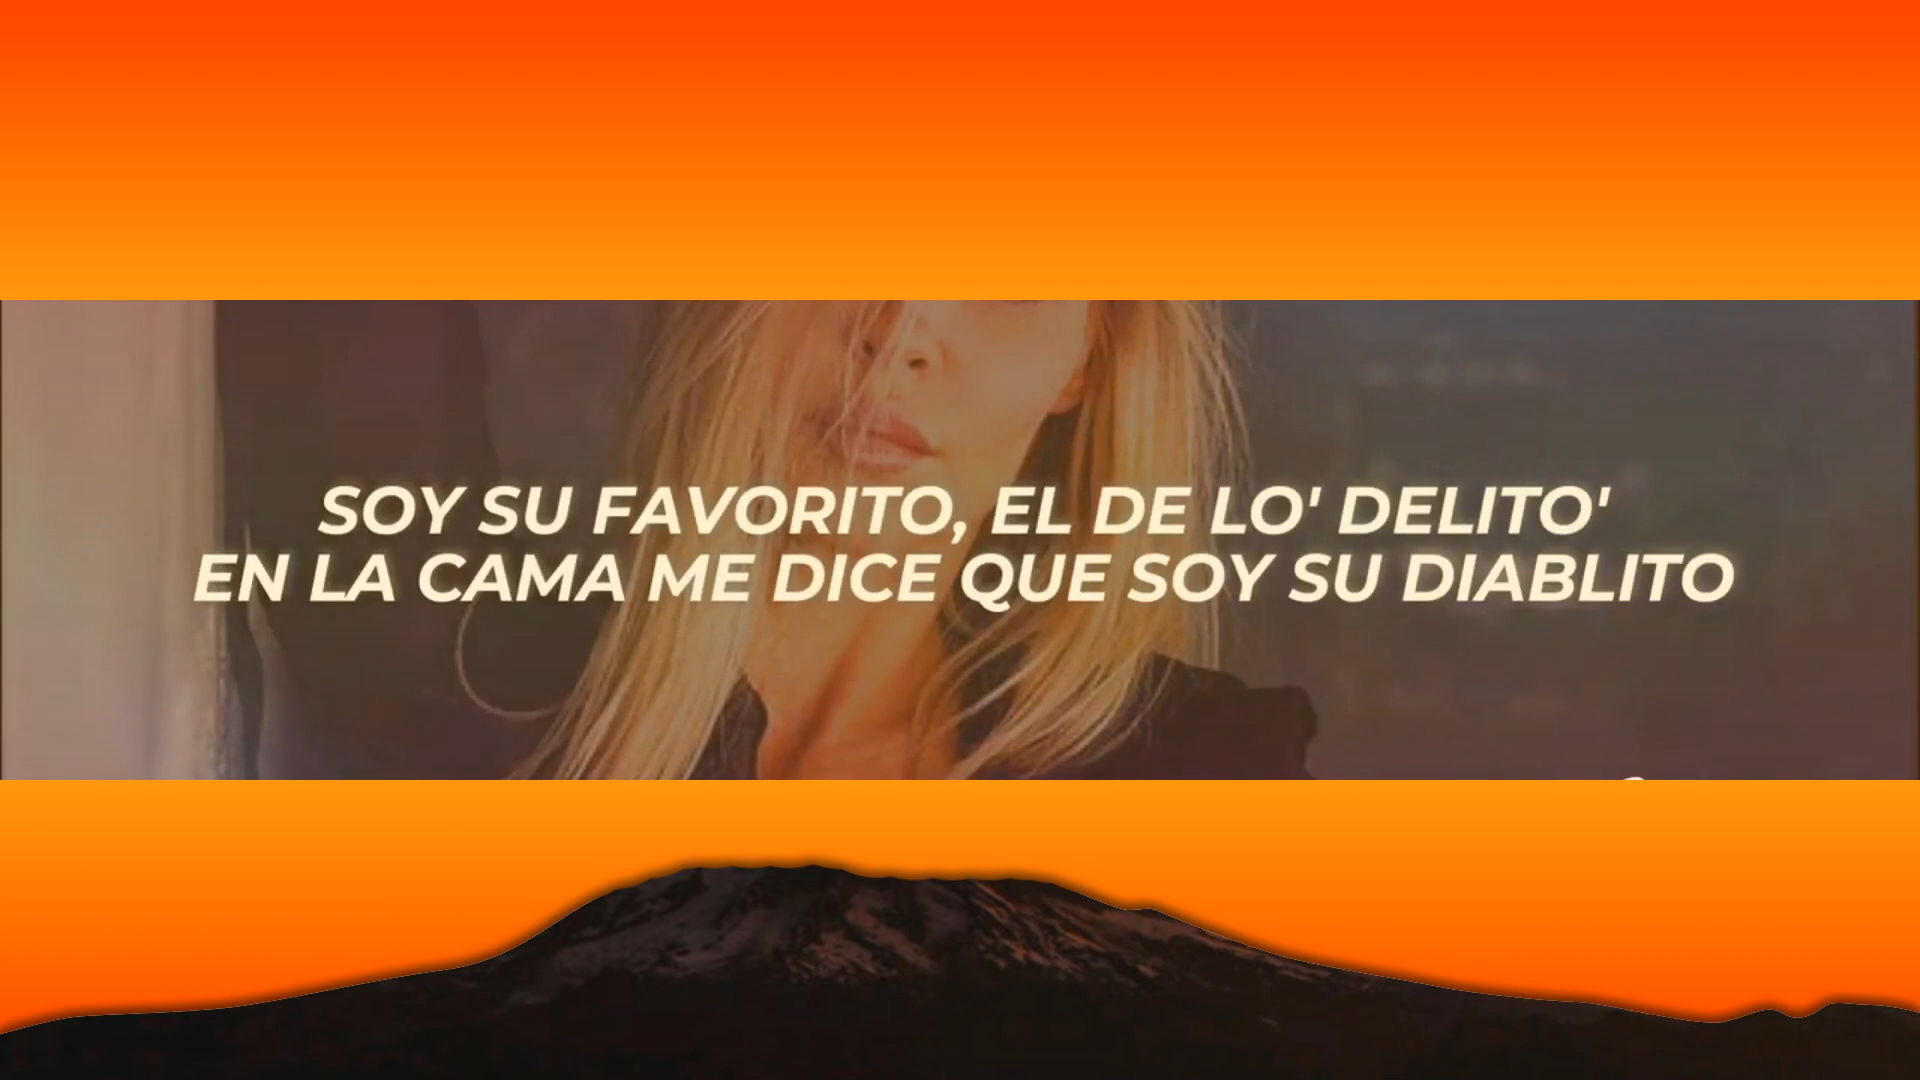 SOY SU FAVORITO, EL DE LO' DELITO'
EN LA CAMA ME DICE QUE SOY SU DIABLITO